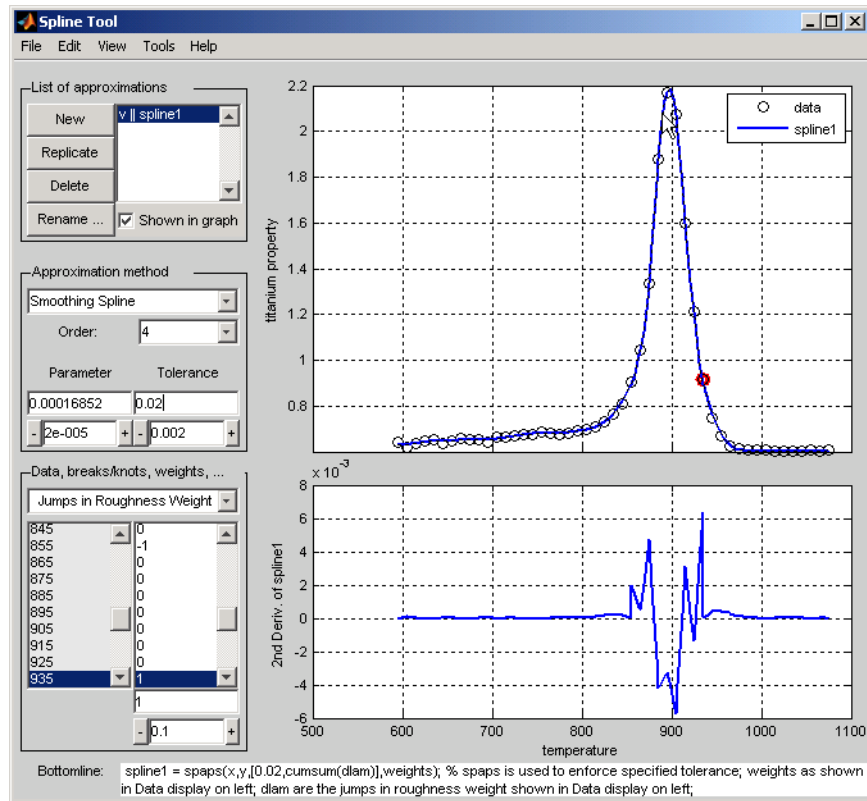 Spline Tool
File Edit View Tools Help
List of approximations
New
Replicate
Delete
Rename ...
v || spline1
Shown in graph
Approximation method
Smoothing Spline
Order: 4
Parameter Tolerance
0.00016852 0.02
- 2e-005 + - 0.002 +
Data, breaks/knots, weights, ...
Jumps in Roughness Weight
845 0
855 -1
865 0
875 0
885 0
895 0
905 0
915 0
925 0
935 1
1
- 0.1 +
2.2
2
1.8
1.6
1.4
1.2
1
0.8
titanium property
data
spline1
x 10^-3
8
6
4
2
0
-2
-4
-6
2nd Deriv. of spline1
500 600 700 800 900 1000 1100
temperature
Bottomline: spline1 = spaps(x,y,[0.02,cumsum(dlam)],weights); % spaps is used to enforce specified tolerance; weights as shown
in Data display on left; dlam are the jumps in roughness weight shown in Data display on left;